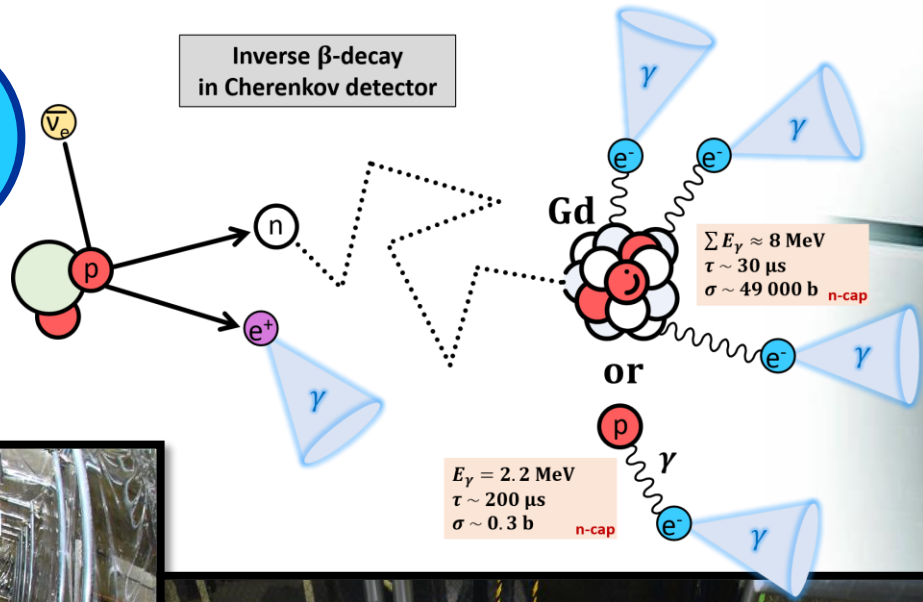 Inverse β-decay
in Cherenkov detector
ν̅e
p
n
e⁺
γ
Gd
e⁻
γ
e⁻
γ
∑ Eγ ≈ 8 MeV
τ ~ 30 μs
σ ~ 49 000 b n-cap
e⁻
γ
or
p
γ
Eγ = 2.2 MeV
τ ~ 200 μs
σ ~ 0.3 b n-cap
e⁻
γ